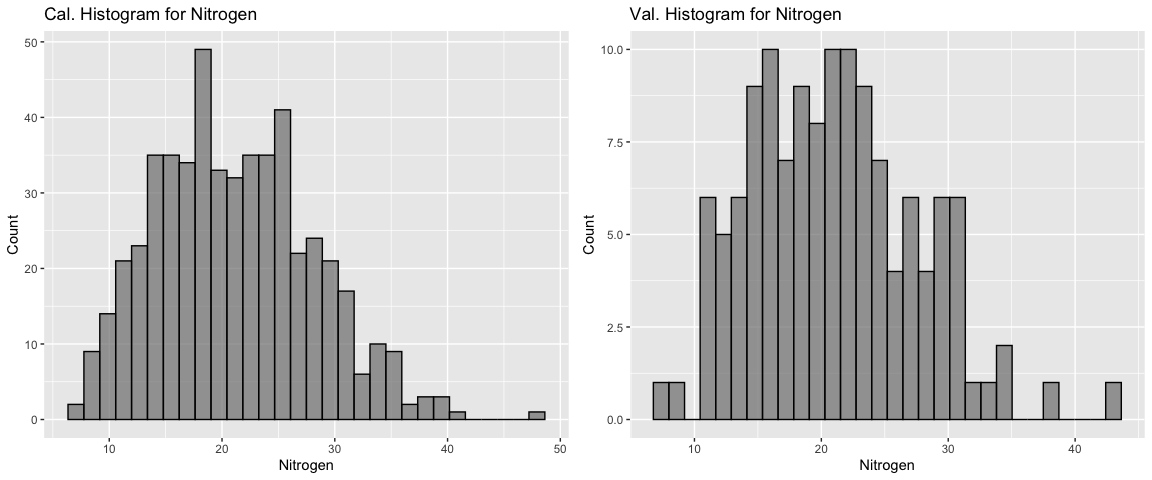 Cal. Histogram for Nitrogen
50
40
30
20
10
0
Count
10 20 30 40 50
Nitrogen
Val. Histogram for Nitrogen
10.0
7.5
5.0
2.5
0.0
Count
10 20 30 40
Nitrogen